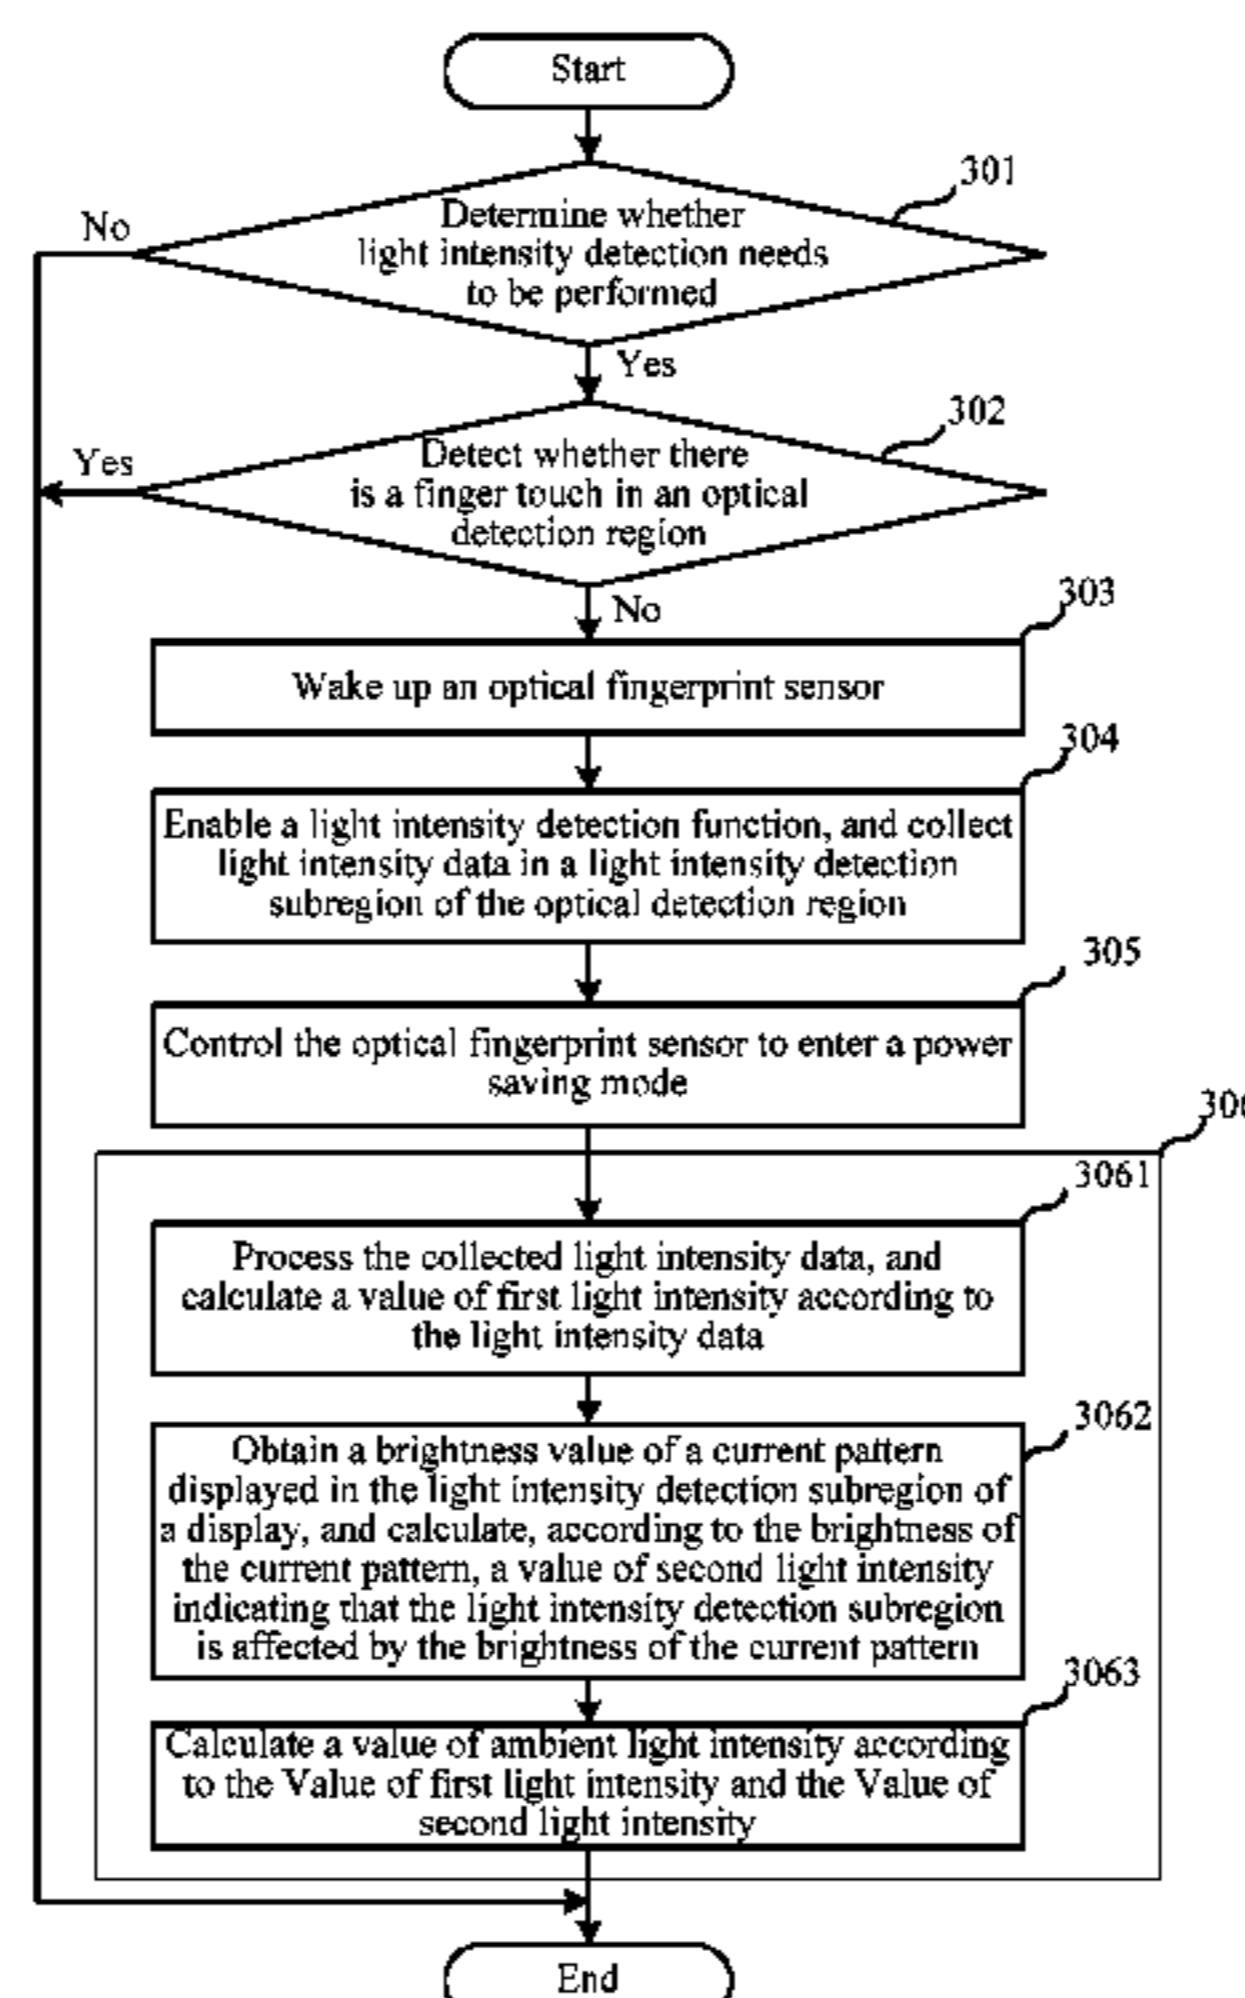 Start
301
No
Determine whether
light intensity detection needs
to be performed
Yes
302
Yes
Detect whether there
is a finger touch in an optical
detection region
No
303
Wake up an optical fingerprint sensor
304
Enable a light intensity detection function, and collect
light intensity data in a light intensity detection
subregion of the optical detection region
305
Control the optical fingerprint sensor to enter a power
saving mode
3061
Process the collected light intensity data, and
calculate a value of first light intensity according to
the light intensity data
3062
Obtain a brightness value of a current pattern
displayed in the light intensity detection subregion of
a display, and calculate, according to the brightness of
the current pattern, a value of second light intensity
indicating that the light intensity detection subregion
is affected by the brightness of the current pattern
3063
Calculate a value of ambient light intensity according
to the Value of first light intensity and the Value of
second light intensity
End